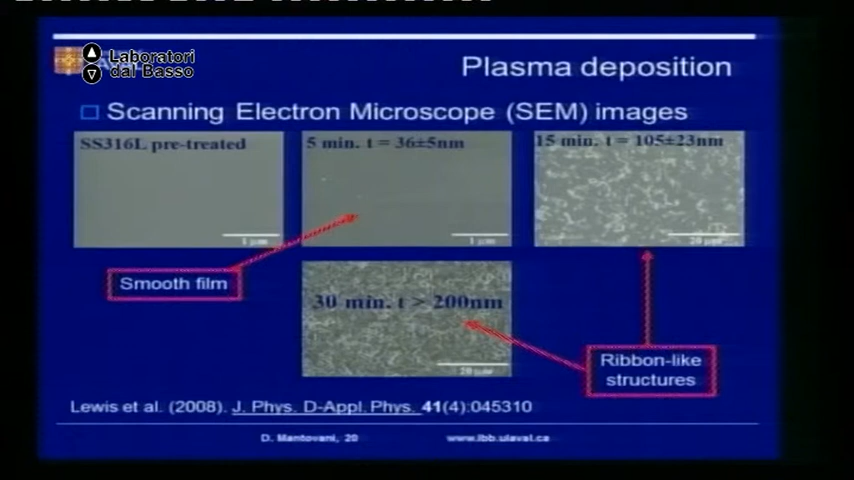 Laboratori
dal Basso
Plasma deposition
Scanning Electron Microscope (SEM) images
SS316L pre-treated
5 min. t = 36±5nm
15 min. t = 105±23nm
1 µm
1 µm
20 µm
Smooth film
30 min. t > 200nm
20 µm
Ribbon-like
structures
Lewis et al. (2008). J. Phys. D-Appl. Phys. 41(4):045310
D. Mantovani, 20
www.lbb.ulaval.ca